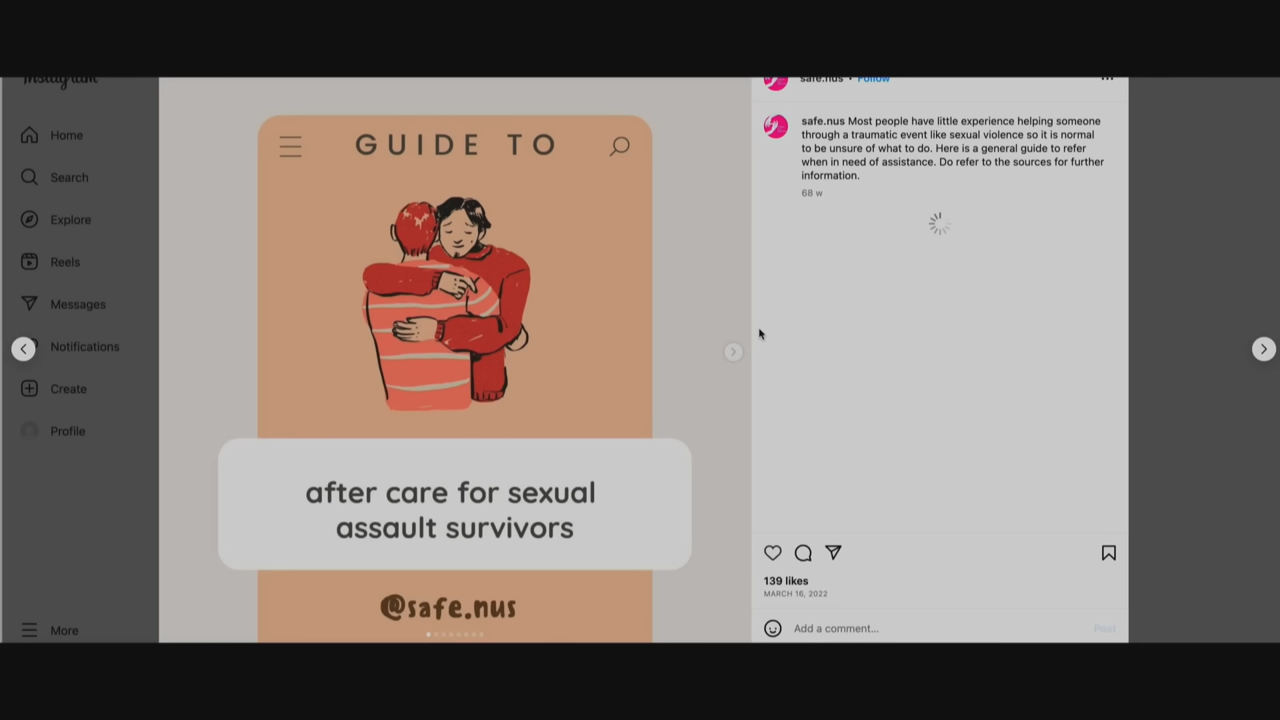 Instagram
Home
Search
Explore
Reels
Messages
Notifications
Create
Profile
More
GUIDE TO
after care for sexual
assault survivors
@safe.nus
safe.nus • Follow
safe.nus Most people have little experience helping someone
through a traumatic event like sexual violence so it is normal
to be unsure of what to do. Here is a general guide to refer
when in need of assistance. Do refer to the sources for further
information.
68 w
139 likes
MARCH 16, 2022
Add a comment...
Post